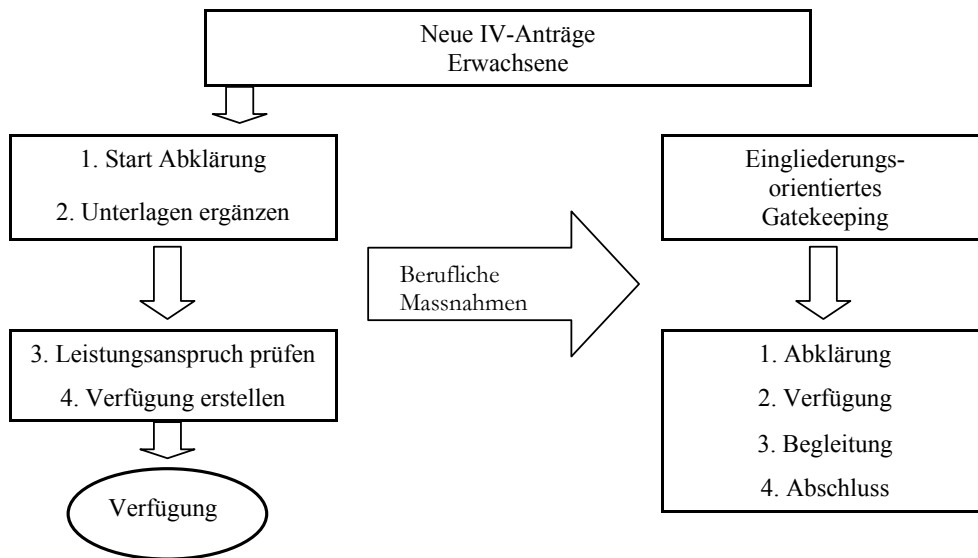 Neue IV-Anträge
Erwachsene
1. Start Abklärung
2. Unterlagen ergänzen
3. Leistungsanspruch prüfen
4. Verfügung erstellen
Verfügung
Berufliche
Massnahmen
Eingliederungs-
orientiertes
Gatekeeping
1. Abklärung
2. Verfügung
3. Begleitung
4. Abschluss